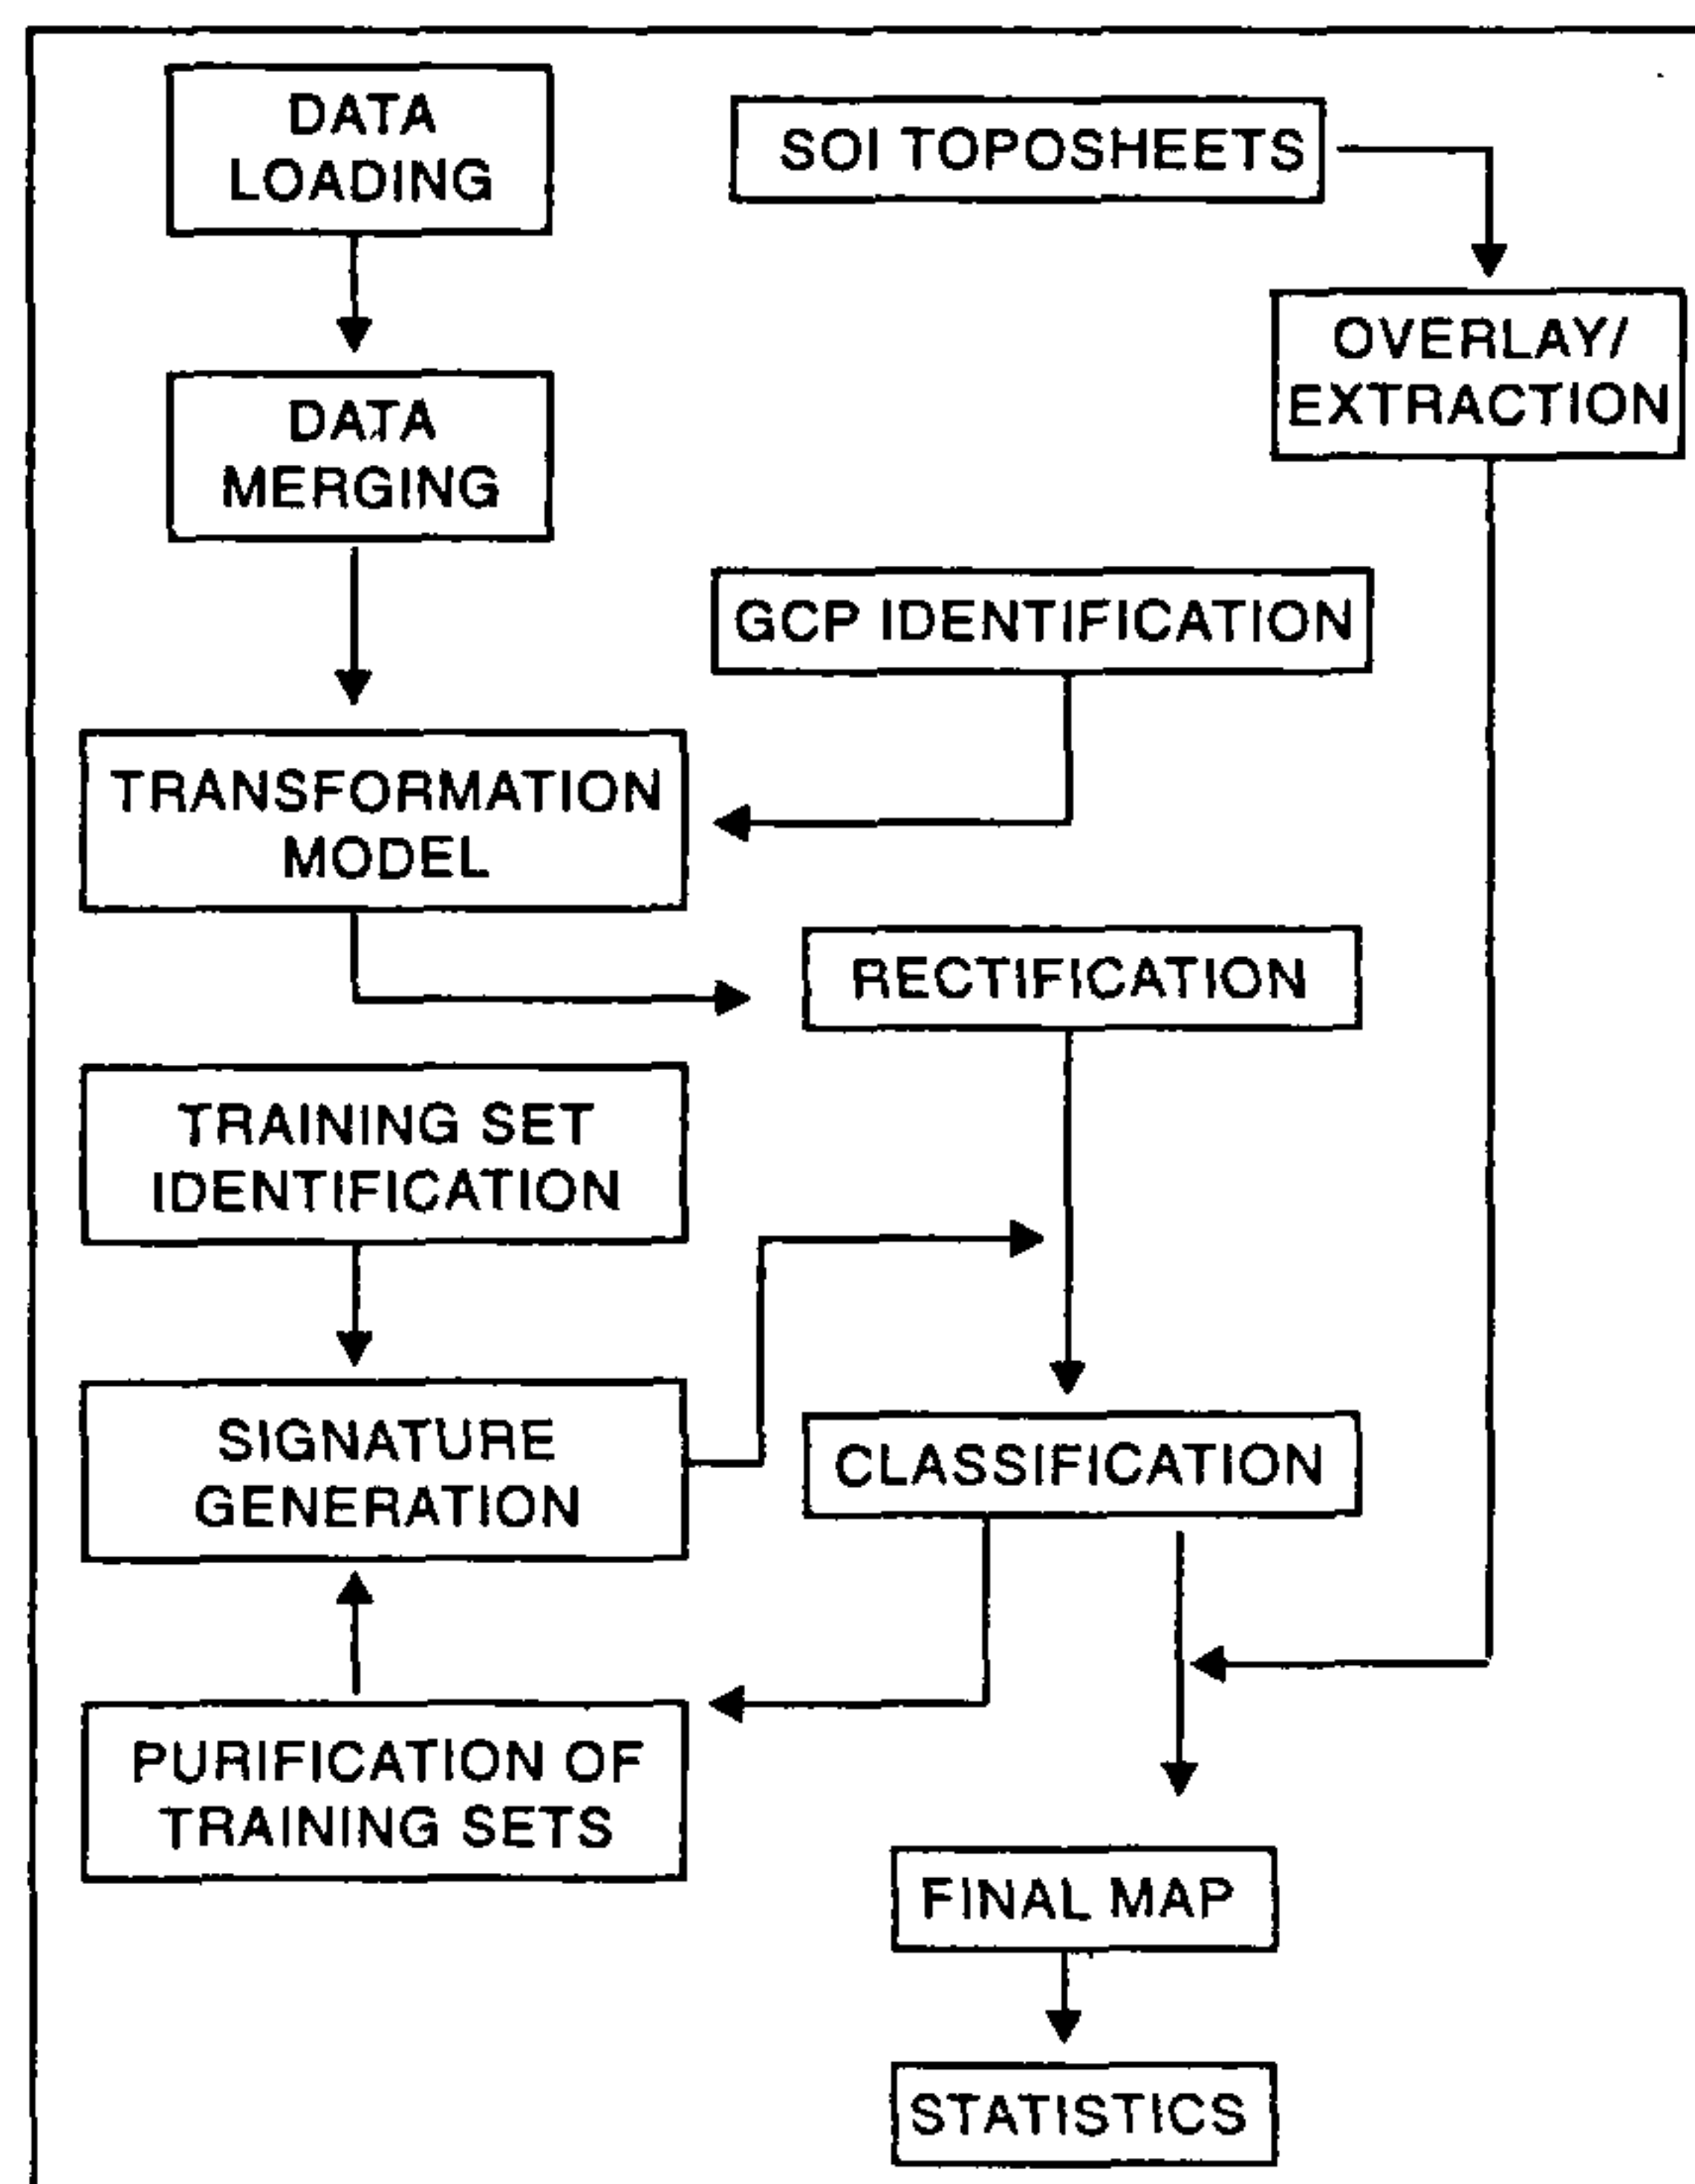 DATA
LOADING
SOI TOPOSHEETS
OVERLAY/
EXTRACTION
DATA
MERGING
GCP IDENTIFICATION
TRANSFORMATION
MODEL
RECTIFICATION
TRAINING SET
IDENTIFICATION
SIGNATURE
GENERATION
CLASSIFICATION
PURIFICATION OF
TRAINING SETS
FINAL MAP
STATISTICS